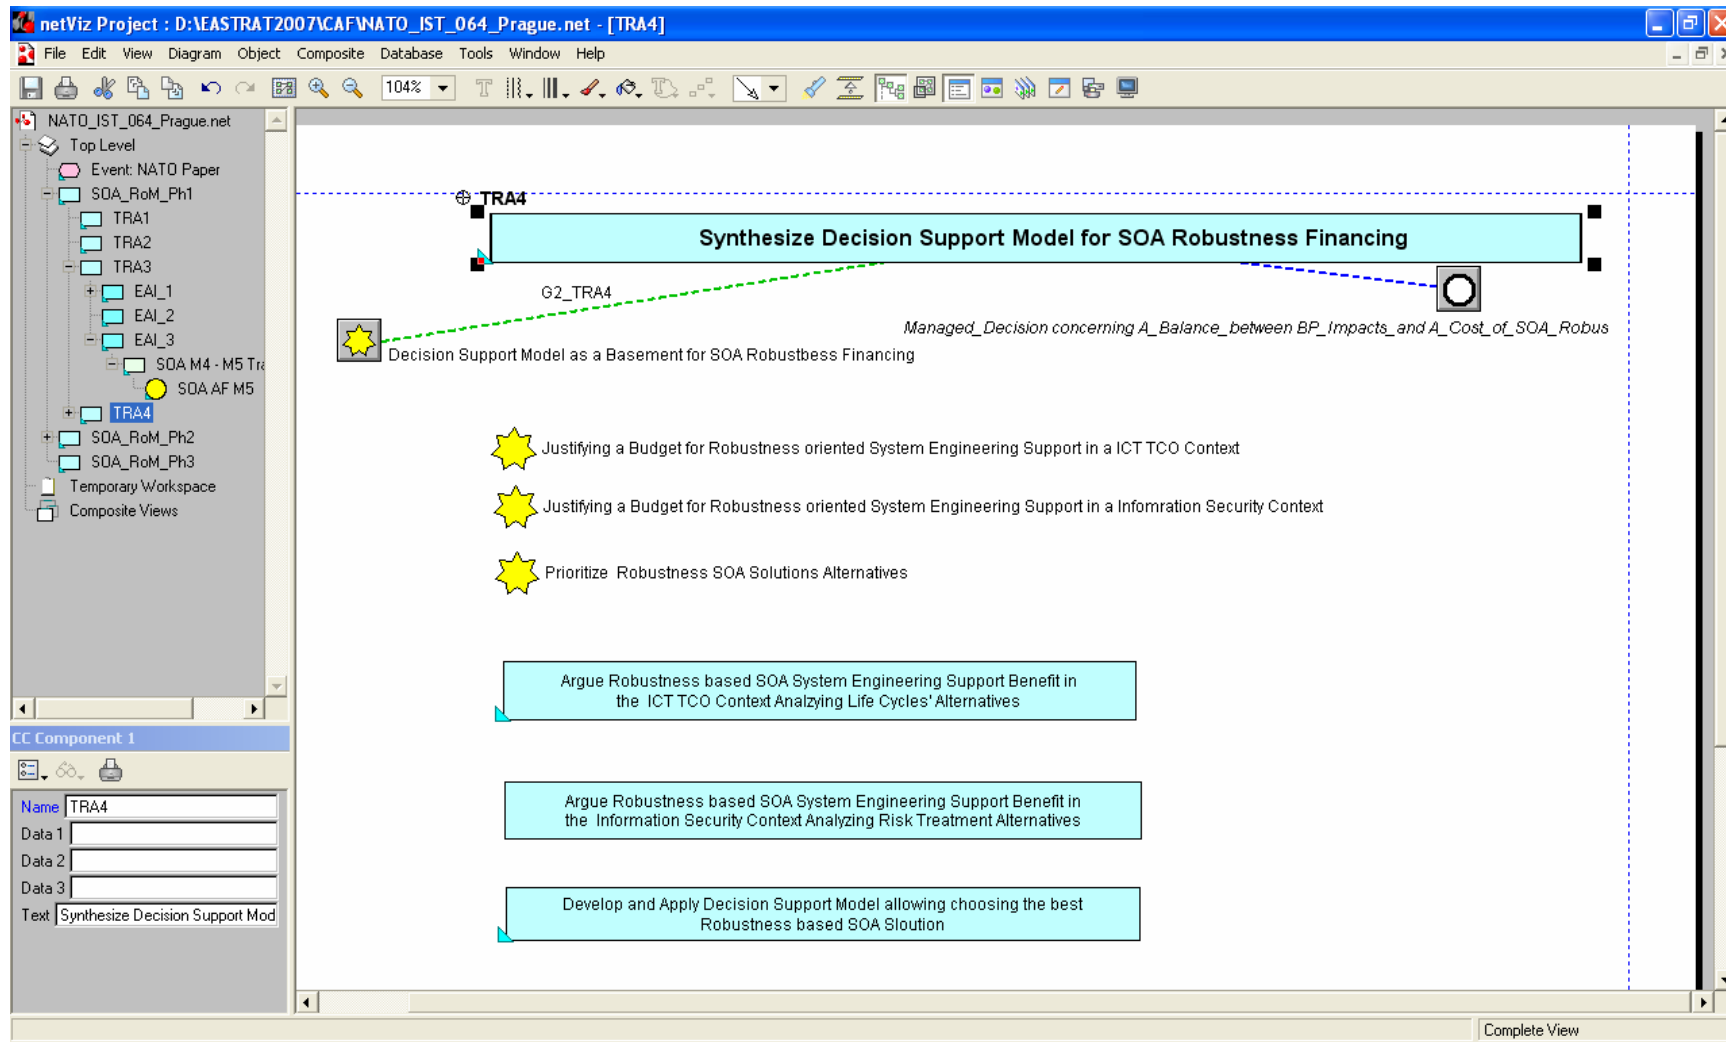 netViz Project : D:\EASTRAT2007\CAF\NATO_IST_064_Prague.net - [TRA4]
File Edit View Diagram Object Composite Database Tools Window Help
104%
NATO_IST_064_Prague.net
Top Level
Event: NATO Paper
SOA_RoM_Ph1
TRA1
TRA2
TRA3
EAI_1
EAI_2
EAI_3
SOA M4 - M5 Tra
SOA AF M5
TRA4
SOA_RoM_Ph2
SOA_RoM_Ph3
Temporary Workspace
Composite Views
CC Component 1
Name TRA4
Data 1
Data 2
Data 3
Text Synthesize Decision Support Mod
TRA4
Synthesize Decision Support Model for SOA Robustness Financing
G2_TRA4
Managed_Decision concerning A_Balance_between BP_Impacts_and A_Cost_of_SOA_Robus
Decision Support Model as a Basement for SOA Robustbess Financing
Justifying a Budget for Robustness oriented System Engineering Support in a ICT TCO Context
Justifying a Budget for Robustness oriented System Engineering Support in a Infomration Security Context
Prioritize Robustness SOA Solutions Alternatives
Argue Robustness based SOA System Engineering Support Benefit in
the ICT TCO Context Analzying Life Cycles' Alternatives
Argue Robustness based SOA System Engineering Support Benefit in
the Information Security Context Analyzing Risk Treatment Alternatives
Develop and Apply Decision Support Model allowing choosing the best
Robustness based SOA Sloution
Complete View